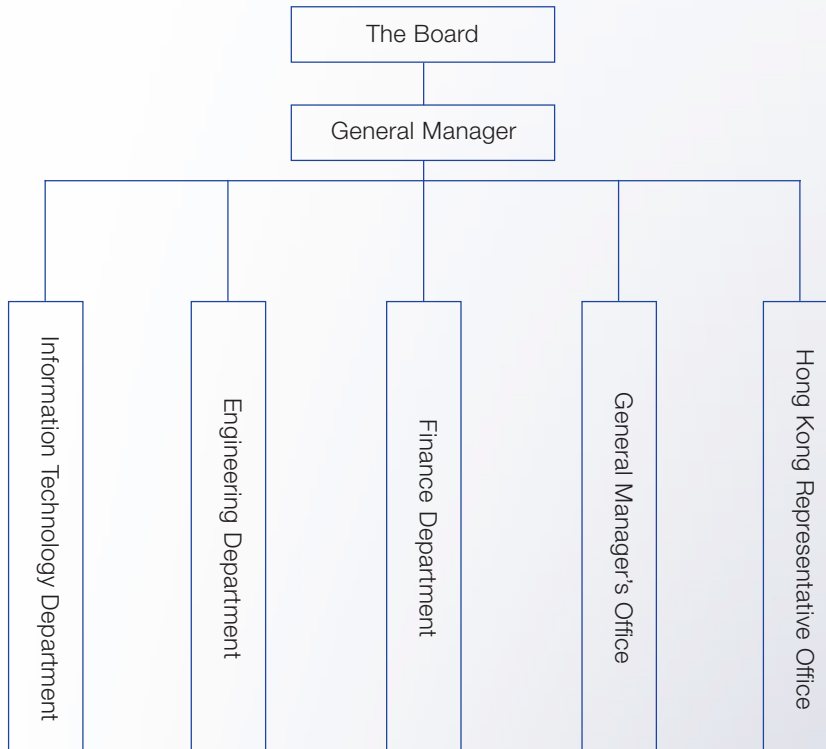 The Board
General Manager
Information Technology Department
Engineering Department
Finance Department
General Manager's Office
Hong Kong Representative Office